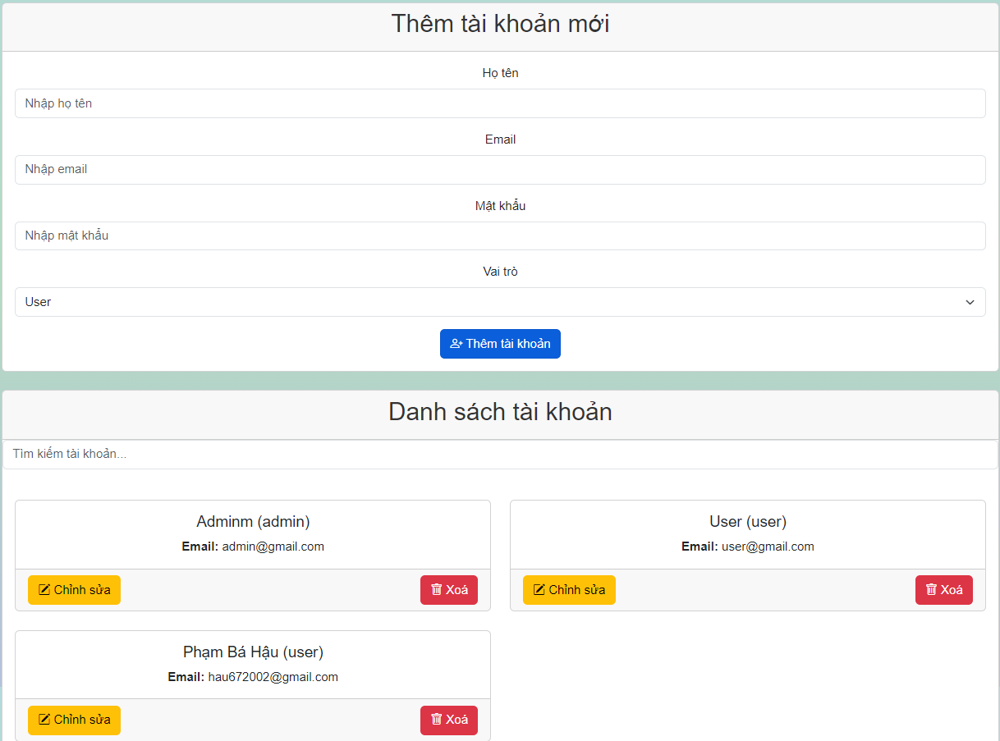 Thêm tài khoản mới
Họ tên
Nhập họ tên
Email
Nhập email
Mật khẩu
Nhập mật khẩu
Vai trò
User
Thêm tài khoản
Danh sách tài khoản
Tìm kiếm tài khoản...
Adminm (admin)
Email: admin@gmail.com
Chỉnh sửa
Xoá
User (user)
Email: user@gmail.com
Chỉnh sửa
Xoá
Phạm Bá Hậu (user)
Email: hau672002@gmail.com
Chỉnh sửa
Xoá